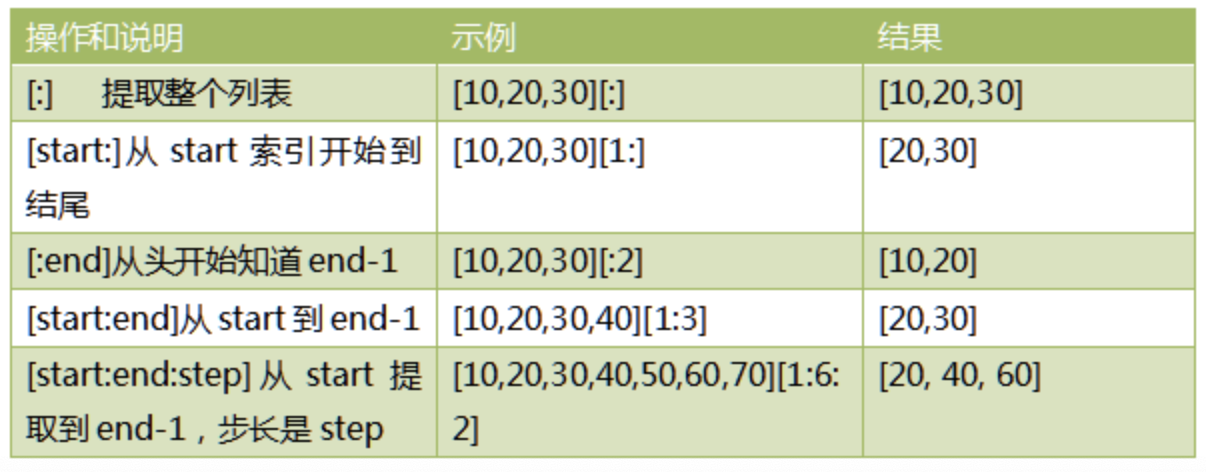 操作和说明 示例 结果
[:] 提取整个列表 [10,20,30][:] [10,20,30]
[start:]从 start 索引开始到 [10,20,30][1:] [20,30]
结尾
[:end]从头开始知道 end-1 [10,20,30][:2] [10,20]
[start:end]从 start 到 end-1 [10,20,30,40][1:3] [20,30]
[start:end:step] 从 start 提 [10,20,30,40,50,60,70][1:6: [20, 40, 60]
取到 end-1，步长是 step 2]